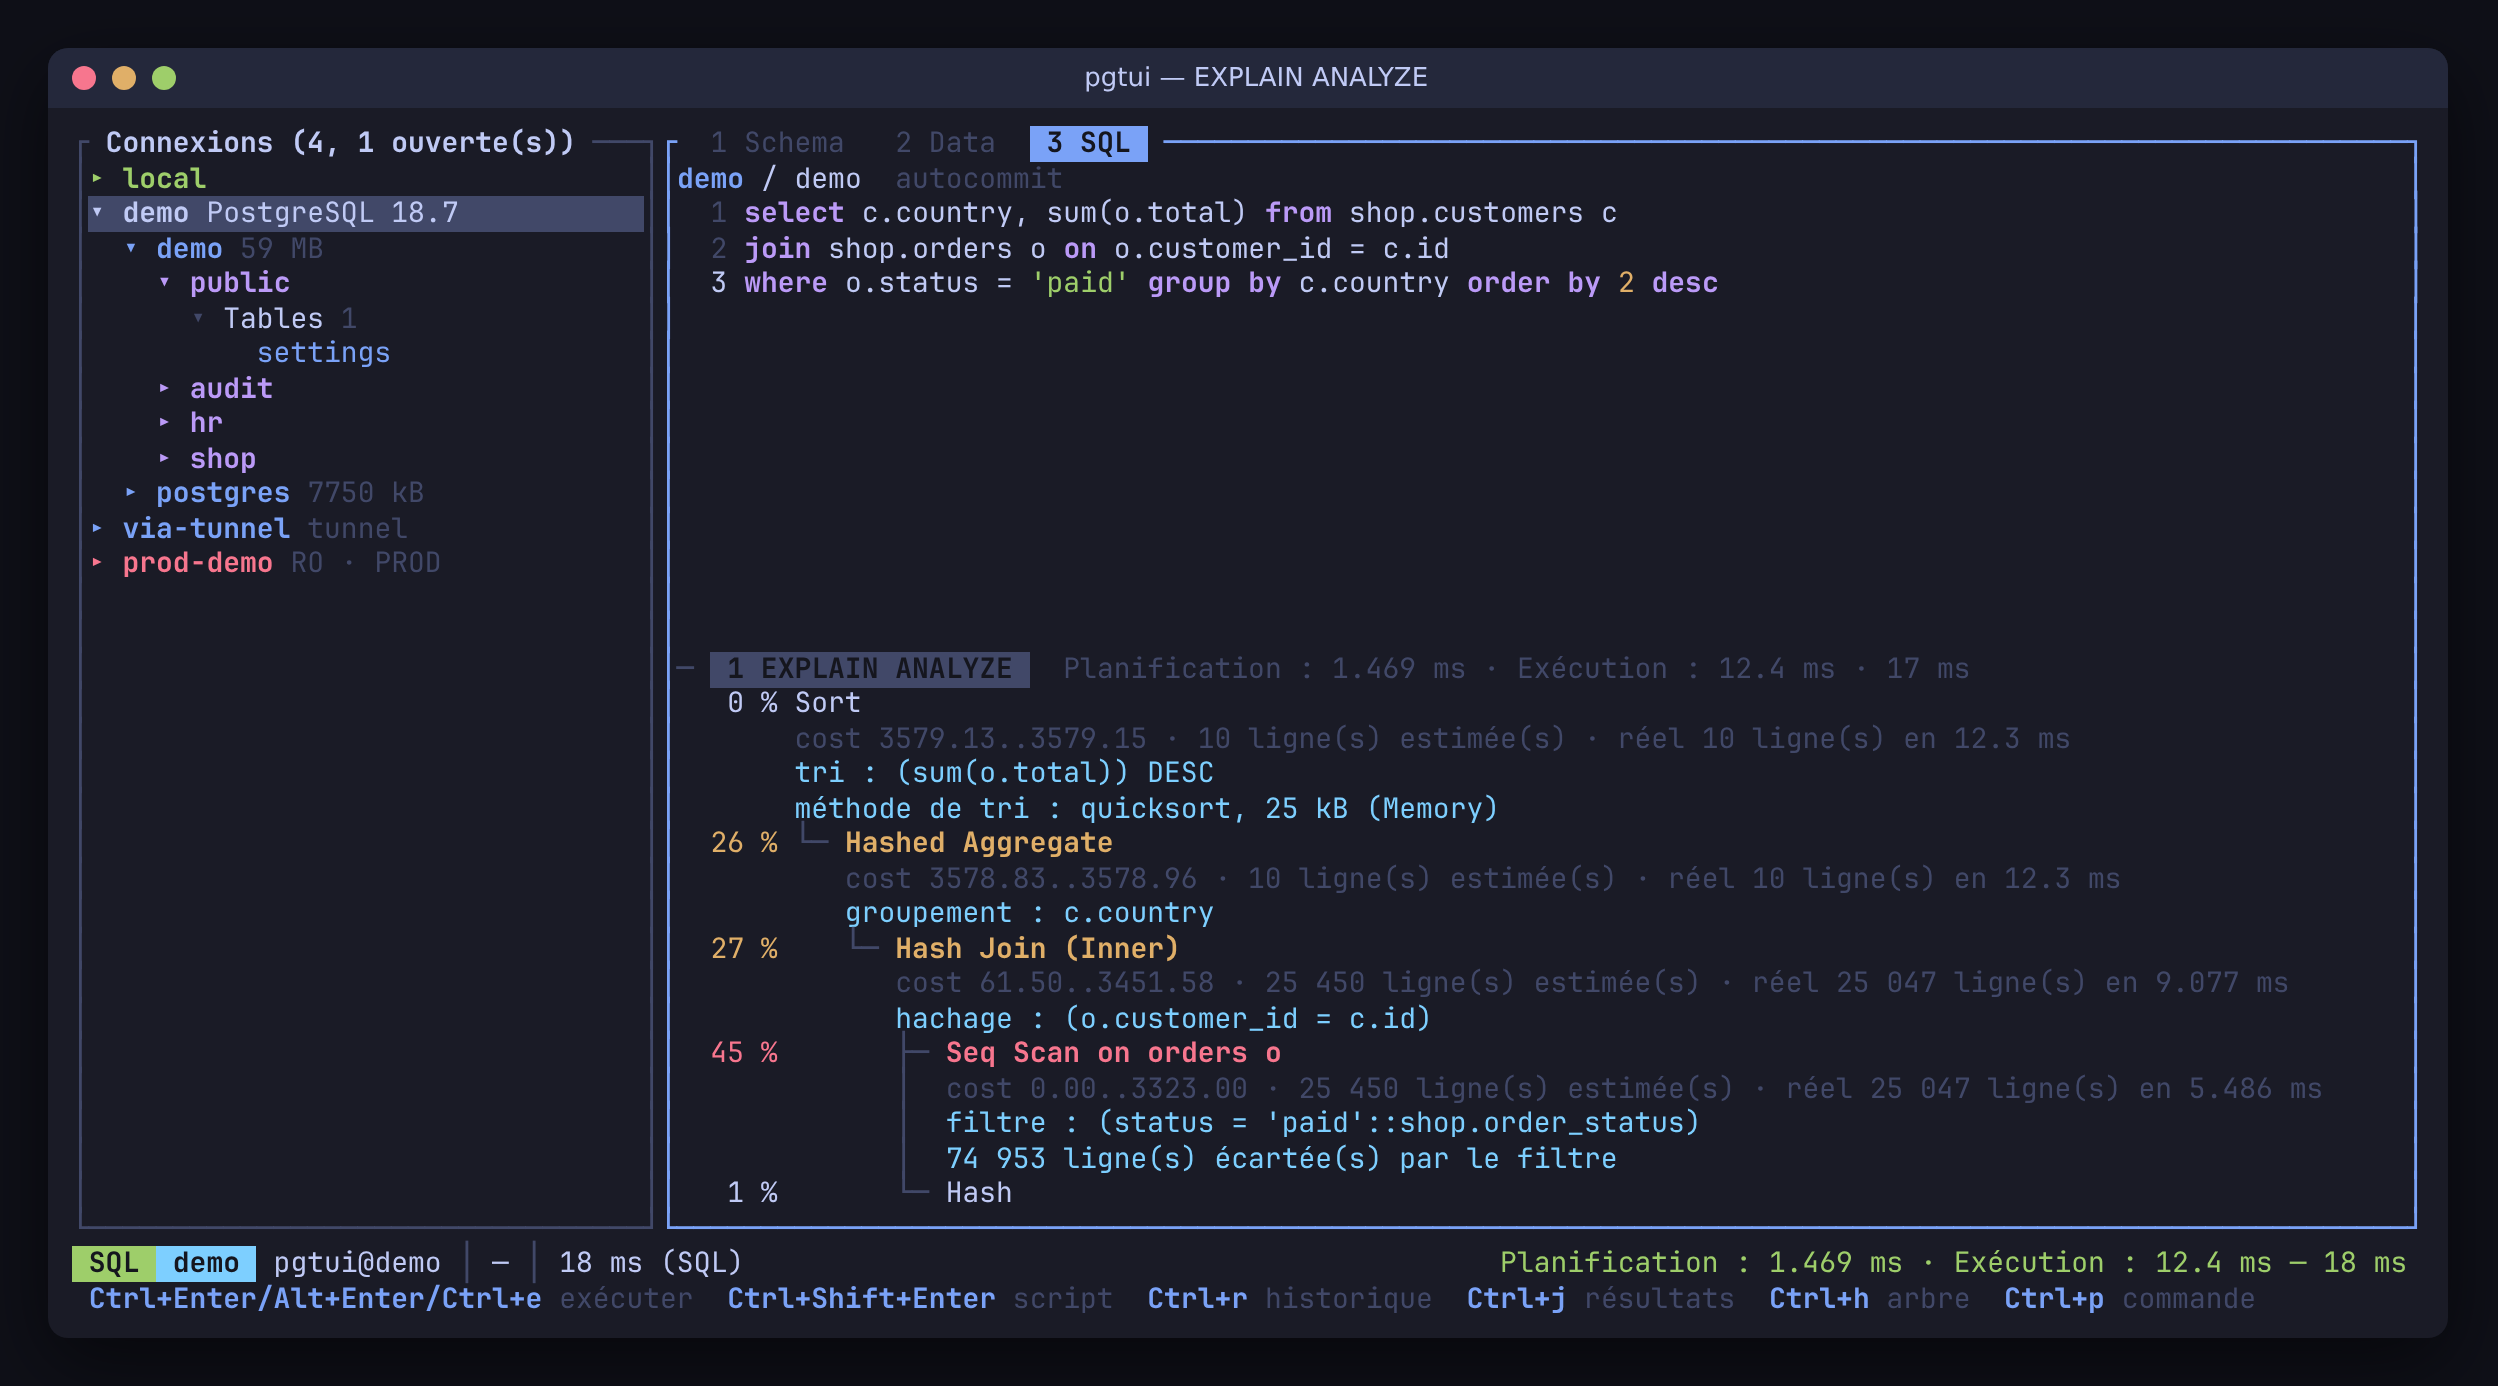 pgtui — EXPLAIN ANALYZE
Connexions (4, 1 ouverte(s))
▸ local
▾ demo PostgreSQL 18.7
▾ demo 59 MB
▾ public
▾ Tables 1
settings
▸ audit
▸ hr
▸ shop
▸ postgres 7750 kB
▸ via-tunnel tunnel
▸ prod-demo RO · PROD
1 Schema 2 Data 3 SQL
demo / demo autocommit
1 select c.country, sum(o.total) from shop.customers c
2 join shop.orders o on o.customer_id = c.id
3 where o.status = 'paid' group by c.country order by 2 desc
1 EXPLAIN ANALYZE Planification : 1.469 ms · Exécution : 12.4 ms · 17 ms
0 % Sort
cost 3579.13..3579.15 · 10 ligne(s) estimée(s) · réel 10 ligne(s) en 12.3 ms
tri : (sum(o.total)) DESC
méthode de tri : quicksort, 25 kB (Memory)
26 % └─ Hashed Aggregate
cost 3578.83..3578.96 · 10 ligne(s) estimée(s) · réel 10 ligne(s) en 12.3 ms
groupement : c.country
27 % └─ Hash Join (Inner)
cost 61.50..3451.58 · 25 450 ligne(s) estimée(s) · réel 25 047 ligne(s) en 9.077 ms
hachage : (o.customer_id = c.id)
45 % ├─ Seq Scan on orders o
cost 0.00..3323.00 · 25 450 ligne(s) estimée(s) · réel 25 047 ligne(s) en 5.486 ms
filtre : (status = 'paid'::shop.order_status)
74 953 ligne(s) écartée(s) par le filtre
1 % └─ Hash
SQL demo pgtui@demo │ — │ 18 ms (SQL) Planification : 1.469 ms · Exécution : 12.4 ms — 18 ms
Ctrl+Enter/Alt+Enter/Ctrl+e exécuter Ctrl+Shift+Enter script Ctrl+r historique Ctrl+j résultats Ctrl+h arbre Ctrl+p commande